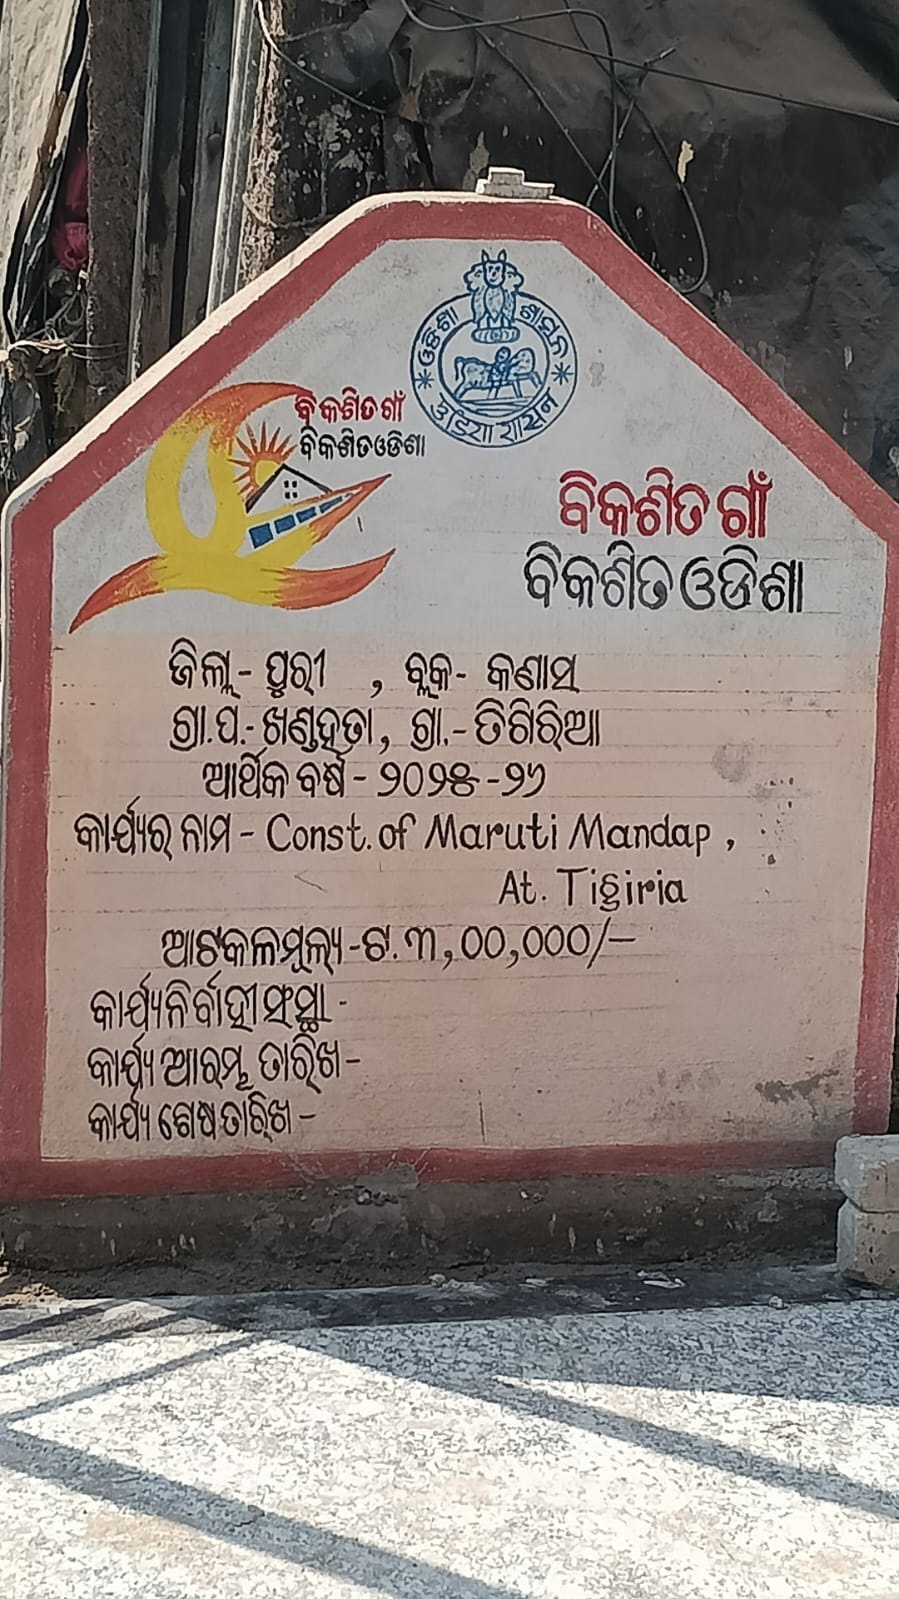 ଓଡ଼ିଶା ଶାସନ
ବିକଶିତ ଗାଁ
ବିକଶିତ ଓଡିଶା
ବିକଶିତ ଗାଁ
ବିକଶିତ ଓଡିଶା
ଜିଲ୍ଲା - ପୁରୀ , ବ୍ଲକ - କଣାସ
ଗ୍ରା.ପ.- ଖଣ୍ଡହତା, ଗ୍ରା.- ତିଗିରିଆ
ଆର୍ଥିକ ବର୍ଷ - ୨୦୨୫ -୨୬
କାର୍ଯ୍ୟର ନାମ - Const. of Maruti Mandap ,
At. Tigiria
ଅଟକଳମୂଲ୍ୟ - ଟ. ୩,୦୦,୦୦୦/-
କାର୍ଯ୍ୟନିର୍ବାହୀ ସଂସ୍ଥା -
କାର୍ଯ୍ୟ ଆରମ୍ଭ ତାରିଖ -
କାର୍ଯ୍ୟ ଶେଷ ତାରିଖ -